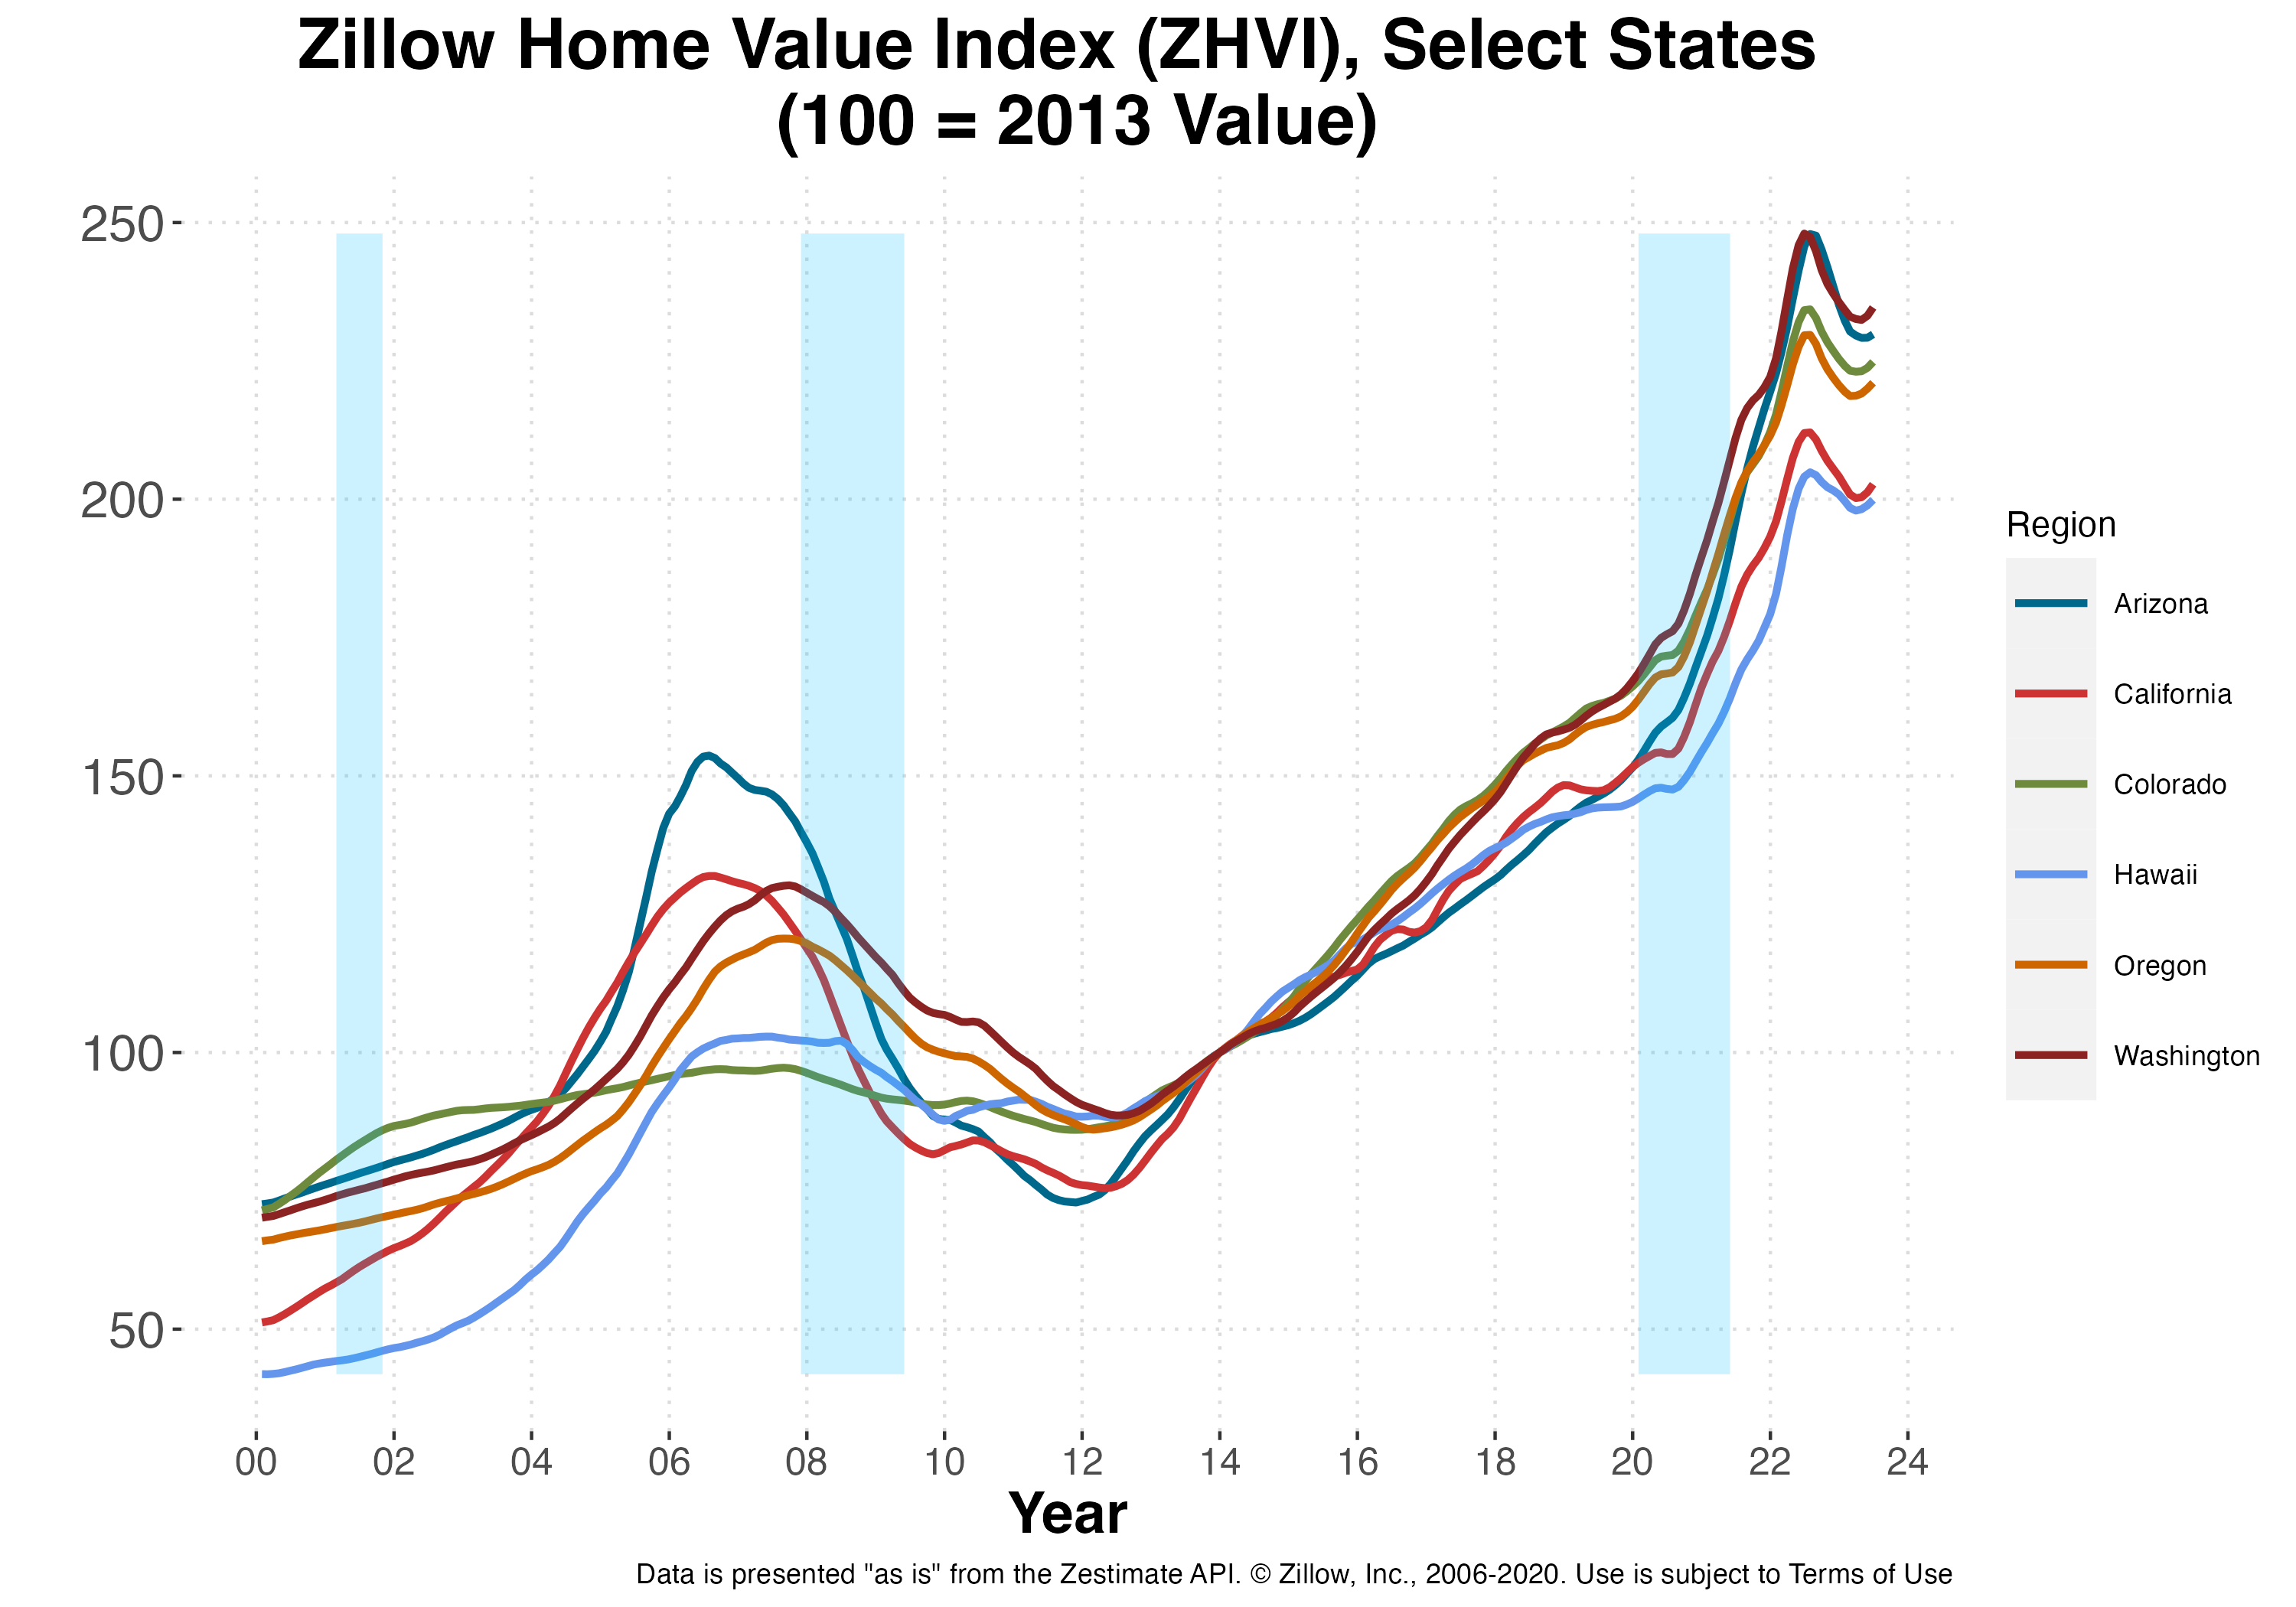 Zillow Home Value Index (ZHVI), Select States
(100 = 2013 Value)
250
200
150
100
50
00 02 04 06 08 10 12 14 16 18 20 22 24
Year
Region
Arizona
California
Colorado
Hawaii
Oregon
Washington
Data is presented "as is" from the Zestimate API. © Zillow, Inc., 2006-2020. Use is subject to Terms of Use